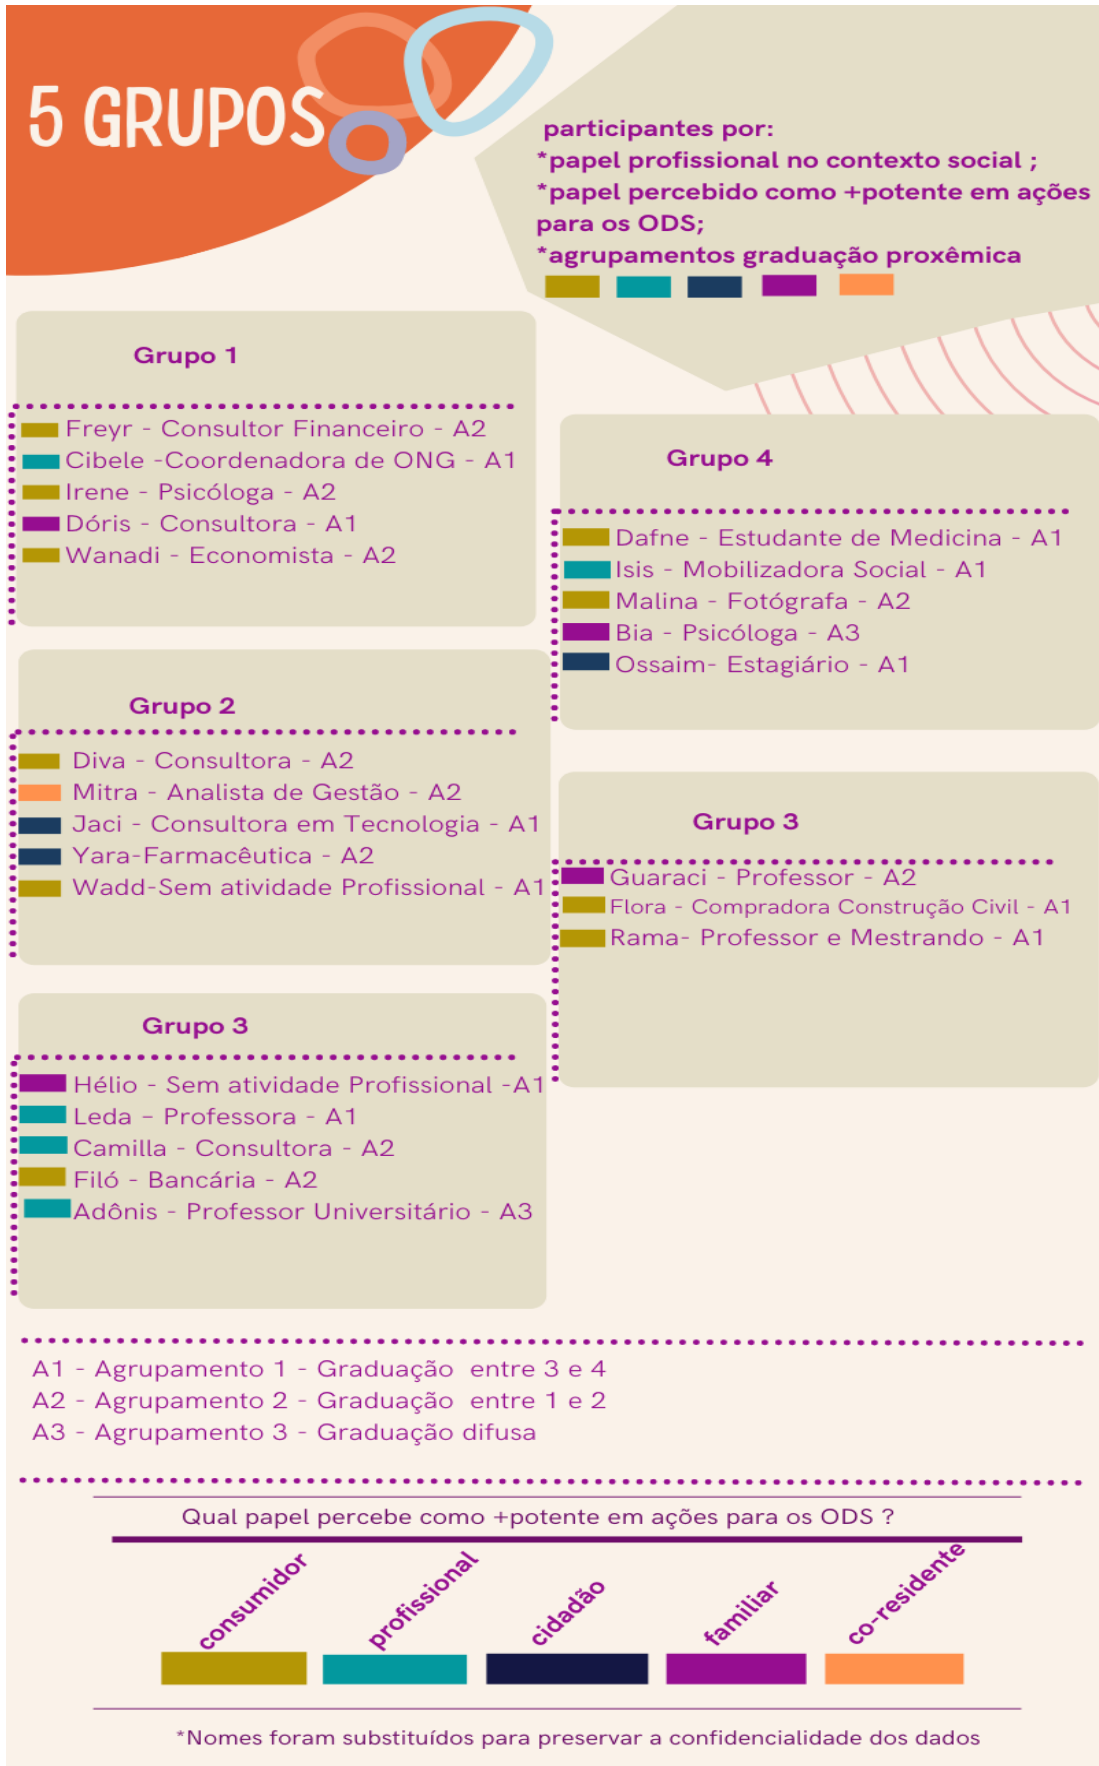 5 GRUPOS
participantes por:
*papel profissional no contexto social ;
*papel percebido como +potente em ações
para os ODS;
*agrupamentos graduação proxêmica
Grupo 1
Freyr - Consultor Financeiro - A2
Cibele -Coordenadora de ONG - A1
Irene - Psicóloga - A2
Dóris - Consultora - A1
Wanadi - Economista - A2
Grupo 4
Dafne - Estudante de Medicina - A1
Isis - Mobilizadora Social - A1
Malina - Fotógrafa - A2
Bia - Psicóloga - A3
Ossaim- Estagiário - A1
Grupo 2
Diva - Consultora - A2
Mitra - Analista de Gestão - A2
Jaci - Consultora em Tecnologia - A1
Yara-Farmacêutica - A2
Wadd-Sem atividade Profissional - A1
Grupo 3
Guaraci - Professor - A2
Flora - Compradora Construção Civil - A1
Rama- Professor e Mestrando - A1
Grupo 3
Hélio - Sem atividade Profissional -A1
Leda – Professora - A1
Camilla - Consultora - A2
Filó - Bancária - A2
Adônis - Professor Universitário - A3
A1 - Agrupamento 1 - Graduação entre 3 e 4
A2 - Agrupamento 2 - Graduação entre 1 e 2
A3 - Agrupamento 3 - Graduação difusa
Qual papel percebe como +potente em ações para os ODS ?
consumidor
profissional
cidadão
familiar
co-residente
*Nomes foram substituídos para preservar a confidencialidade dos dados